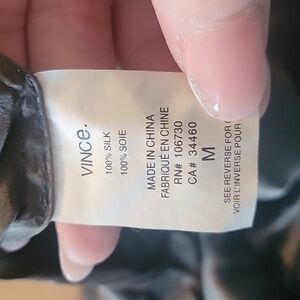 VINCE.
100% SILK
100% SOIE
MADE IN CHINA
FABRIQUÉ EN CHINE
RN# 106730
CA# 34460
M
SEE REVERSE FOR
VOIR L'INVERSE POUR